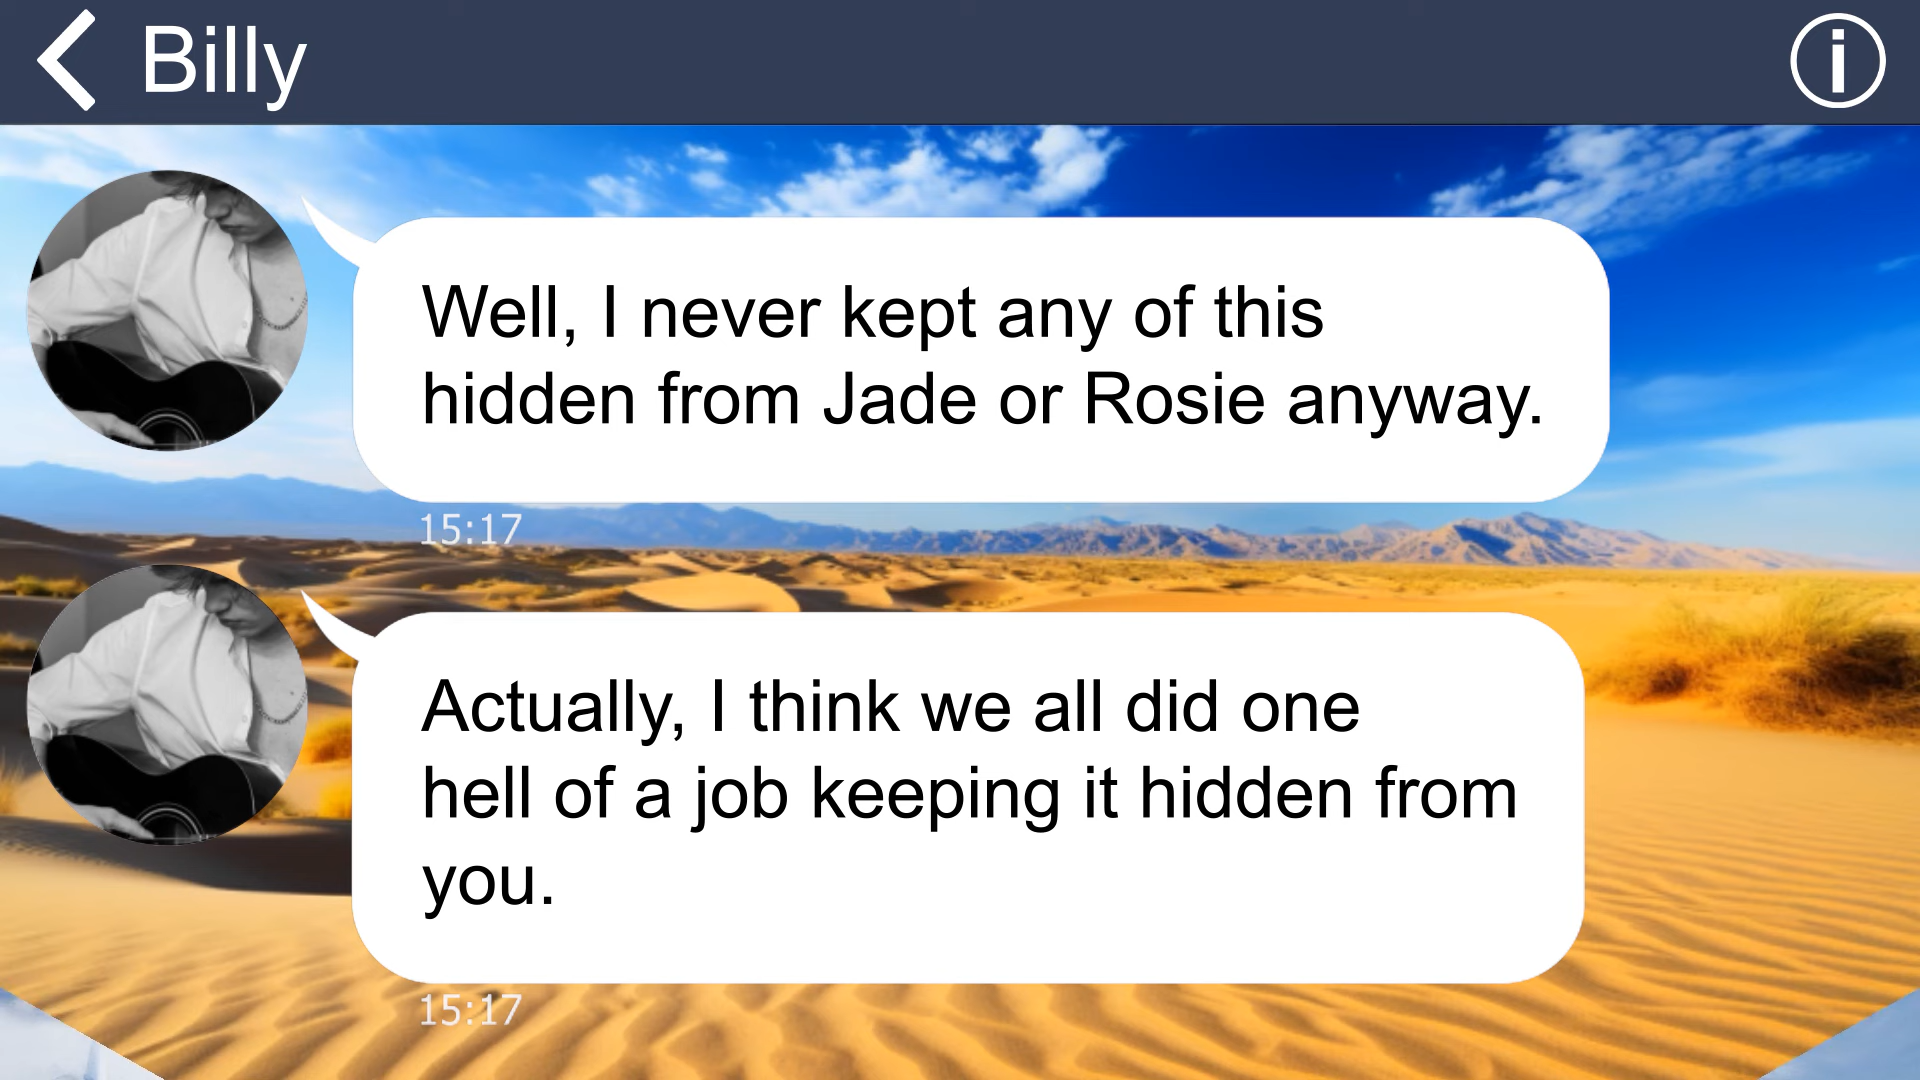 Billy
Well, I never kept any of this
hidden from Jade or Rosie anyway.
15:17
Actually, I think we all did one
hell of a job keeping it hidden from
you.
15:17